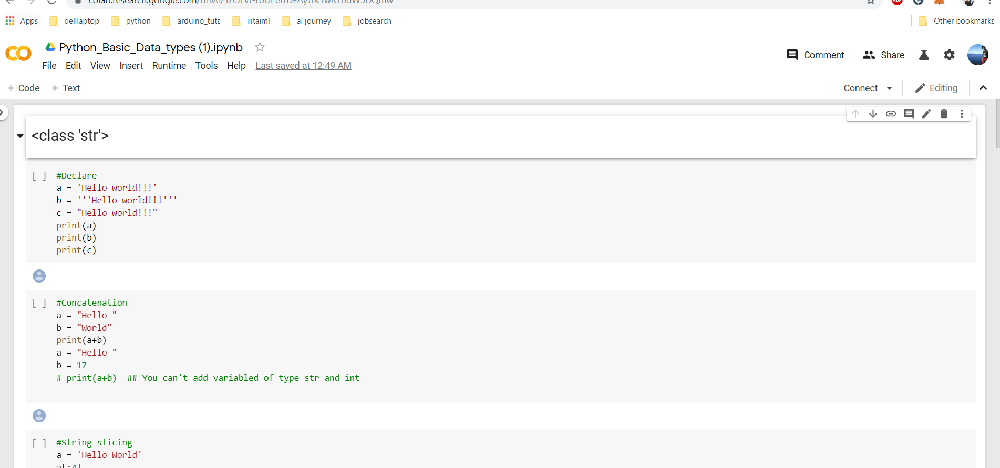 colab.research.google.com/drive/
Apps delllaptop python arduino_tuts iiitaiml al journey jobsearch Other bookmarks
Python_Basic_Data_types (1).ipynb
Comment Share
File Edit View Insert Runtime Tools Help Last saved at 12:49 AM
+ Code + Text Connect Editing
<class 'str'>
[ ] #Declare
a = 'Hello world!!!'
b = '''Hello world!!!'''
c = "Hello world!!!"
print(a)
print(b)
print(c)
[ ] #Concatenation
a = "Hello "
b = "World"
print(a+b)
a = "Hello "
b = 17
# print(a+b)  ## You can't add variabled of type str and int
[ ] #String slicing
a = 'Hello World'
a[:4]